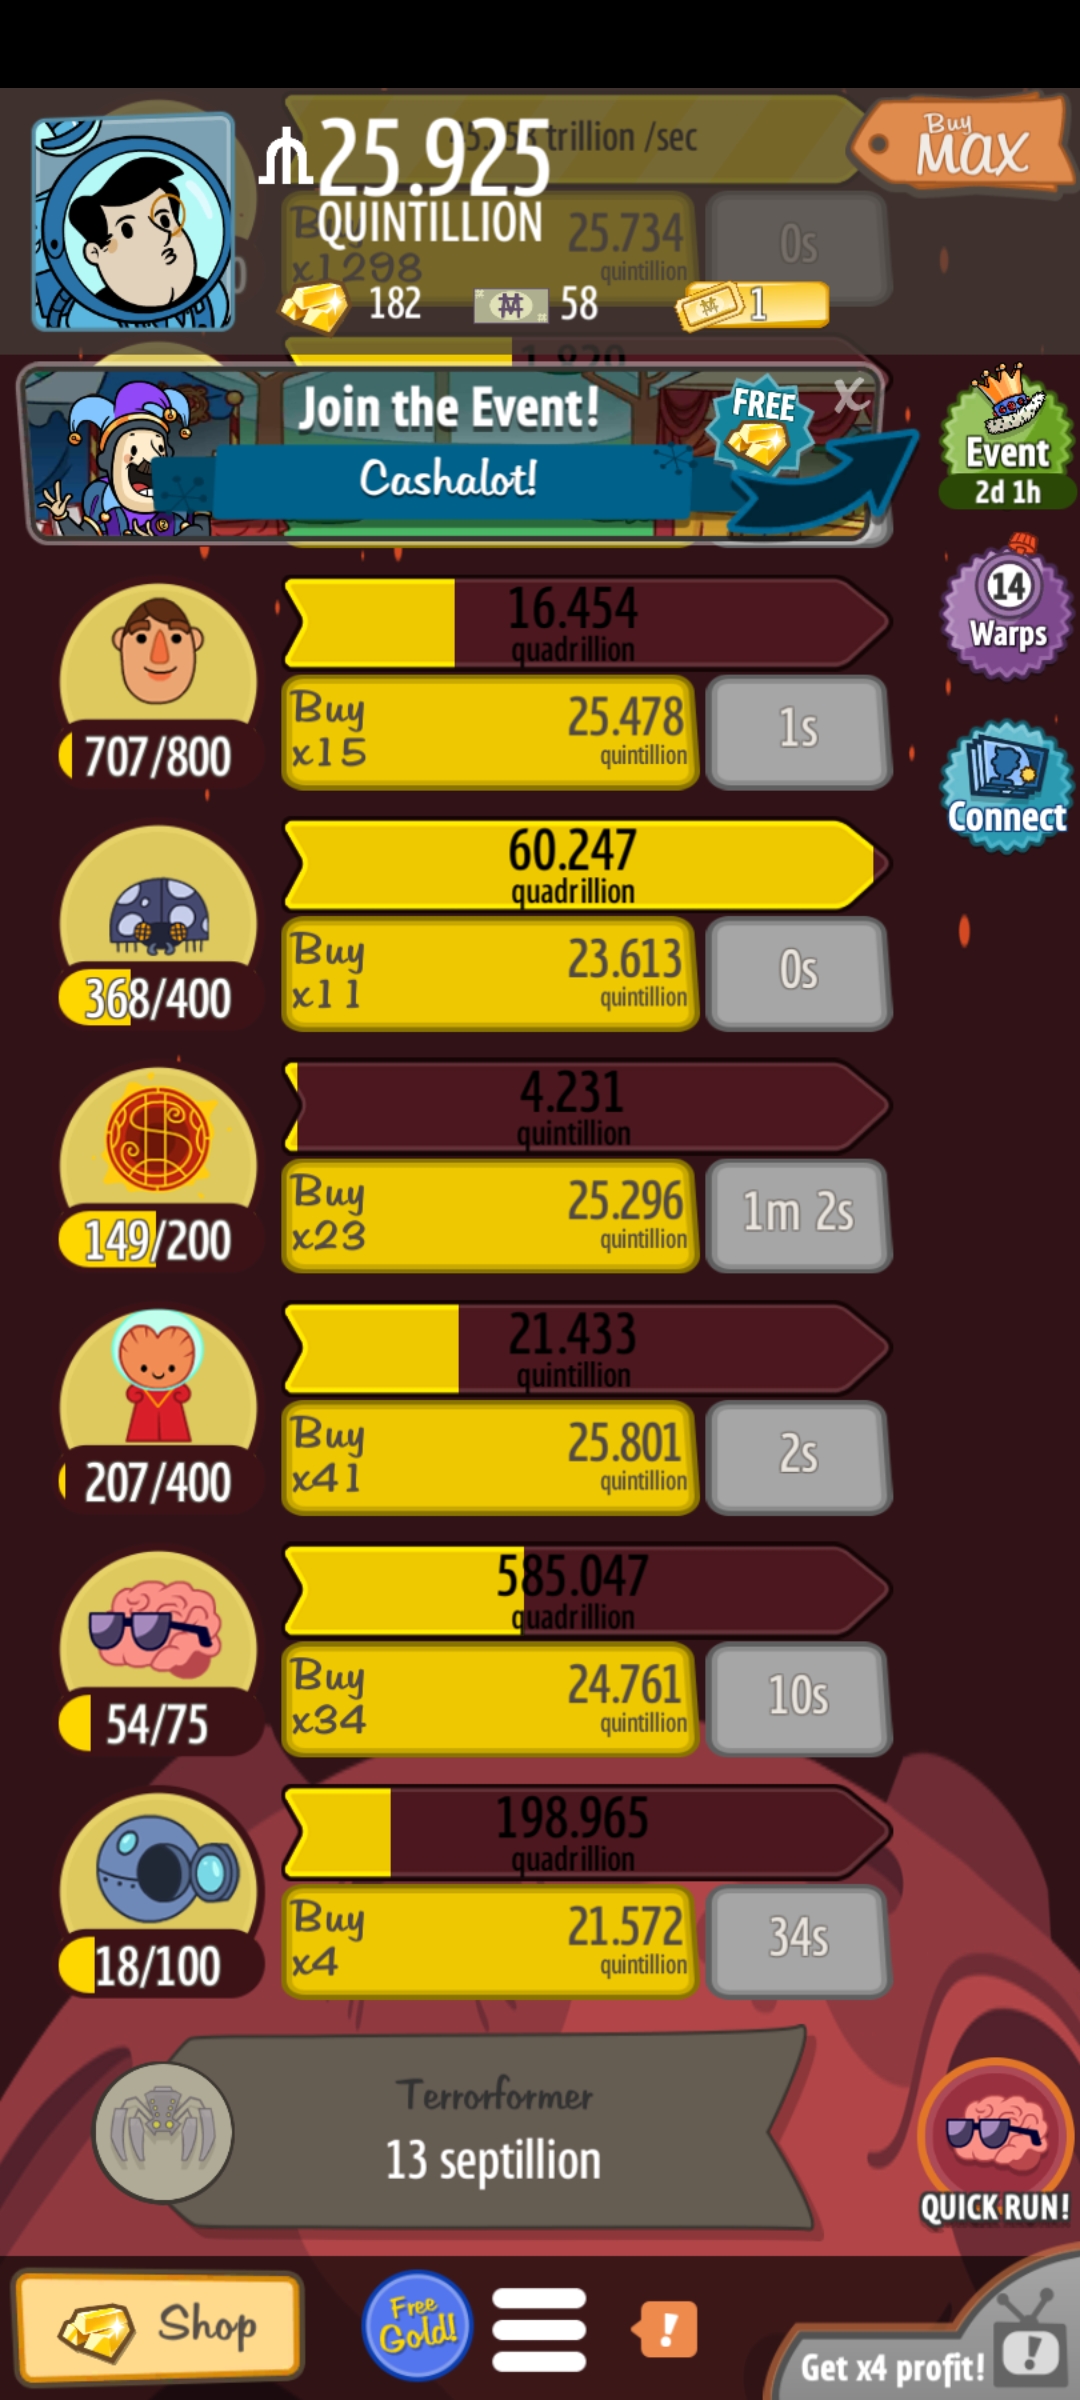 trillion /sec
Buy MAX
25.925
QUINTILLION
Buy 25.734 0s
x1298 quintillion
182 58 1
1.820
Join the Event! FREE X
Cashalot!
Event
2d 1h
16.454
quadrillion
14
Warps
Buy 25.478 1s
x15 quintillion
707/800
Connect
60.247
quadrillion
Buy 23.613 0s
x11 quintillion
368/400
4.231
quintillion
Buy 25.296 1m 2s
x23 quintillion
149/200
21.433
quintillion
Buy 25.801 2s
x41 quintillion
207/400
585.047
quadrillion
Buy 24.761 10s
x34 quintillion
54/75
198.965
quadrillion
Buy 21.572 34s
x4 quintillion
18/100
Terrorformer
13 septillion
QUICK RUN!
Shop
Free
Gold!
!
Get x4 profit! !